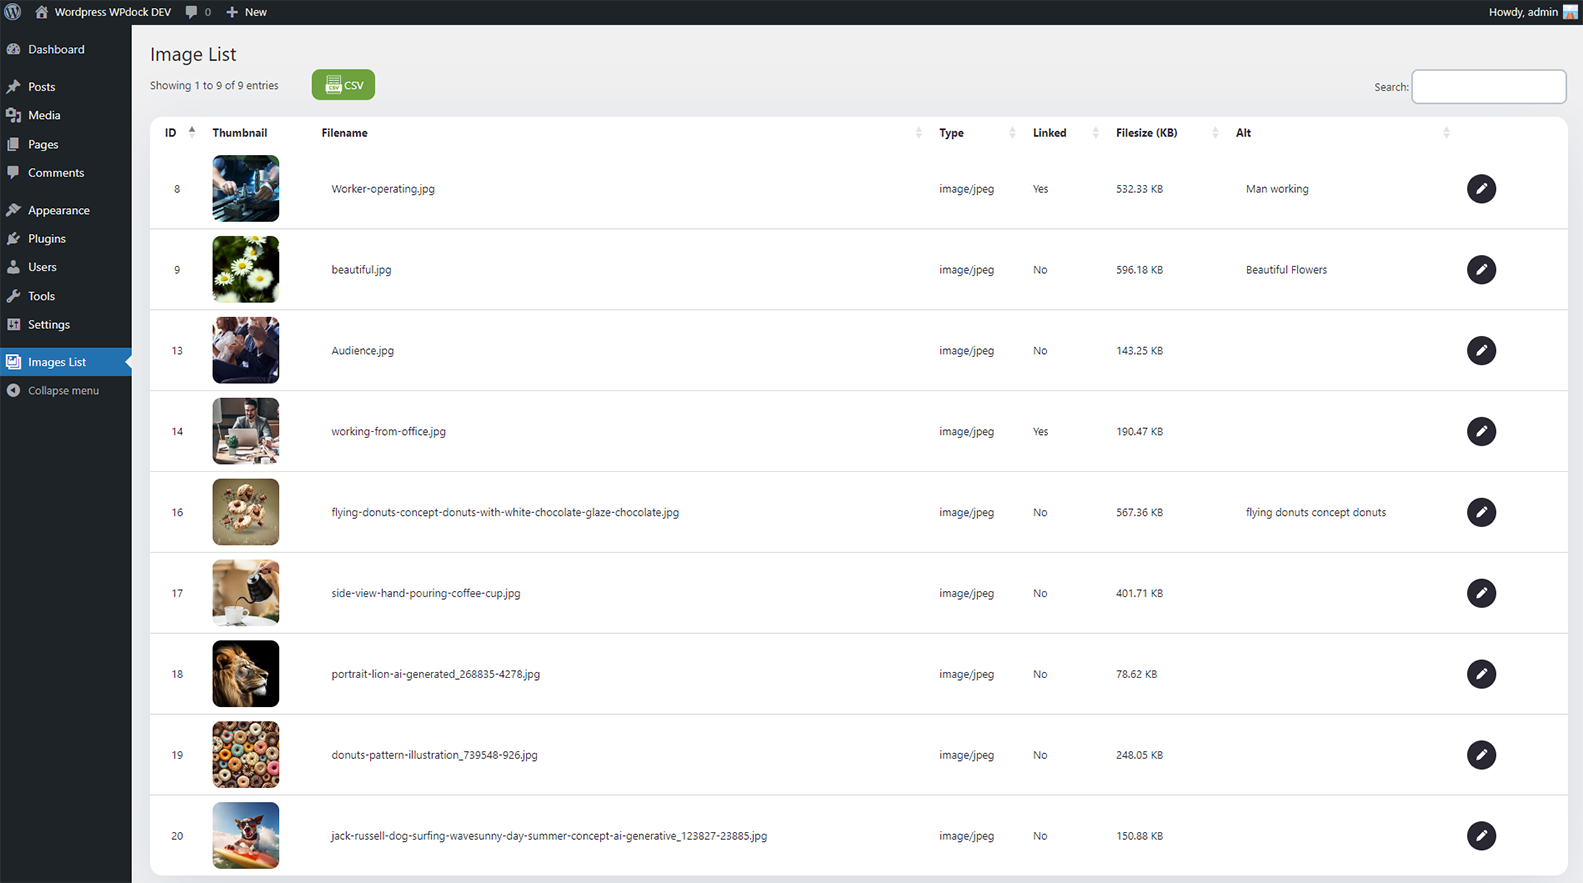 Wordpress WPdock DEV 0 New Howdy, admin
Dashboard
Posts
Media
Pages
Comments
Appearance
Plugins
Users
Tools
Settings
Images List
Collapse menu
Image List
Showing 1 to 9 of 9 entries CSV Search:
ID Thumbnail Filename Type Linked Filesize (KB) Alt
8 Worker-operating.jpg image/jpeg Yes 532.33 KB Man working
9 beautiful.jpg image/jpeg No 596.18 KB Beautiful Flowers
13 Audience.jpg image/jpeg No 143.25 KB
14 working-from-office.jpg image/jpeg Yes 190.47 KB
16 flying-donuts-concept-donuts-with-white-chocolate-glaze-chocolate.jpg image/jpeg No 567.36 KB flying donuts concept donuts
17 side-view-hand-pouring-coffee-cup.jpg image/jpeg No 401.71 KB
18 portrait-lion-ai-generated_268835-4278.jpg image/jpeg No 78.62 KB
19 donuts-pattern-illustration_739548-926.jpg image/jpeg No 248.05 KB
20 jack-russell-dog-surfing-wavesunny-day-summer-concept-ai-generative_123827-23885.jpg image/jpeg No 150.88 KB